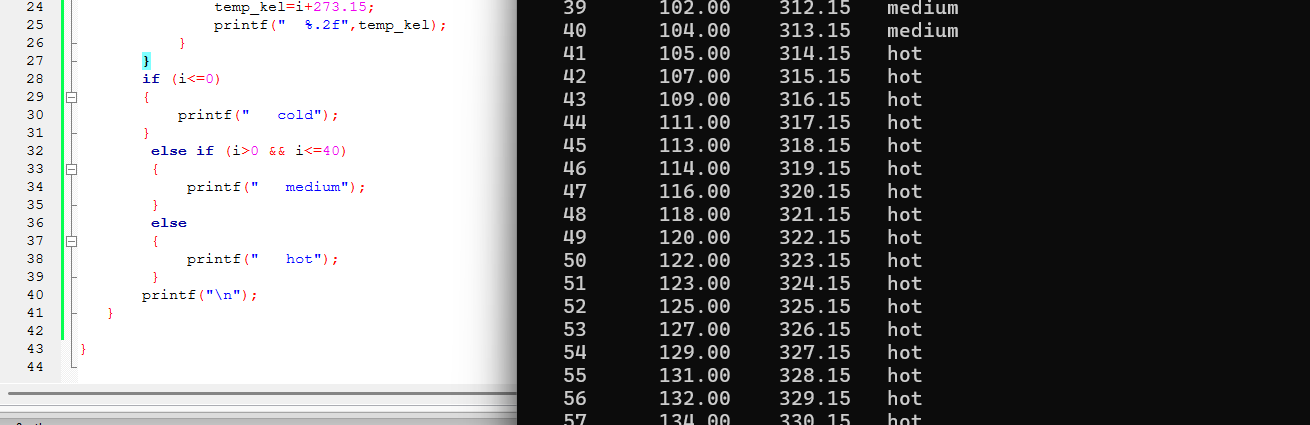 24 temp_kel=i+273.15;
25 printf("  %.2f",temp_kel);
26 }
27 }
28 if (i<=0)
29 {
30 printf("   cold");
31 }
32 else if (i>0 && i<=40)
33 {
34 printf("   medium");
35 }
36 else
37 {
38 printf("   hot");
39 }
40 printf("\n");
41 }
42
43 }
44
39 102.00 312.15 medium
40 104.00 313.15 medium
41 105.00 314.15 hot
42 107.00 315.15 hot
43 109.00 316.15 hot
44 111.00 317.15 hot
45 113.00 318.15 hot
46 114.00 319.15 hot
47 116.00 320.15 hot
48 118.00 321.15 hot
49 120.00 322.15 hot
50 122.00 323.15 hot
51 123.00 324.15 hot
52 125.00 325.15 hot
53 127.00 326.15 hot
54 129.00 327.15 hot
55 131.00 328.15 hot
56 132.00 329.15 hot
57 134.00 330.15 hot